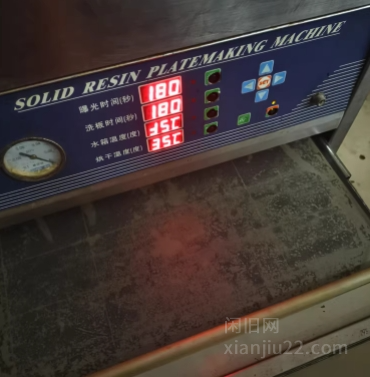 SOLID RESIN PLATEMAKING MACHINE
曝光时间(秒) 180
洗板时间(秒) 180
水箱温度(度) 35C
烘干温度(度) 35C
闲旧网
xianjiu22.com